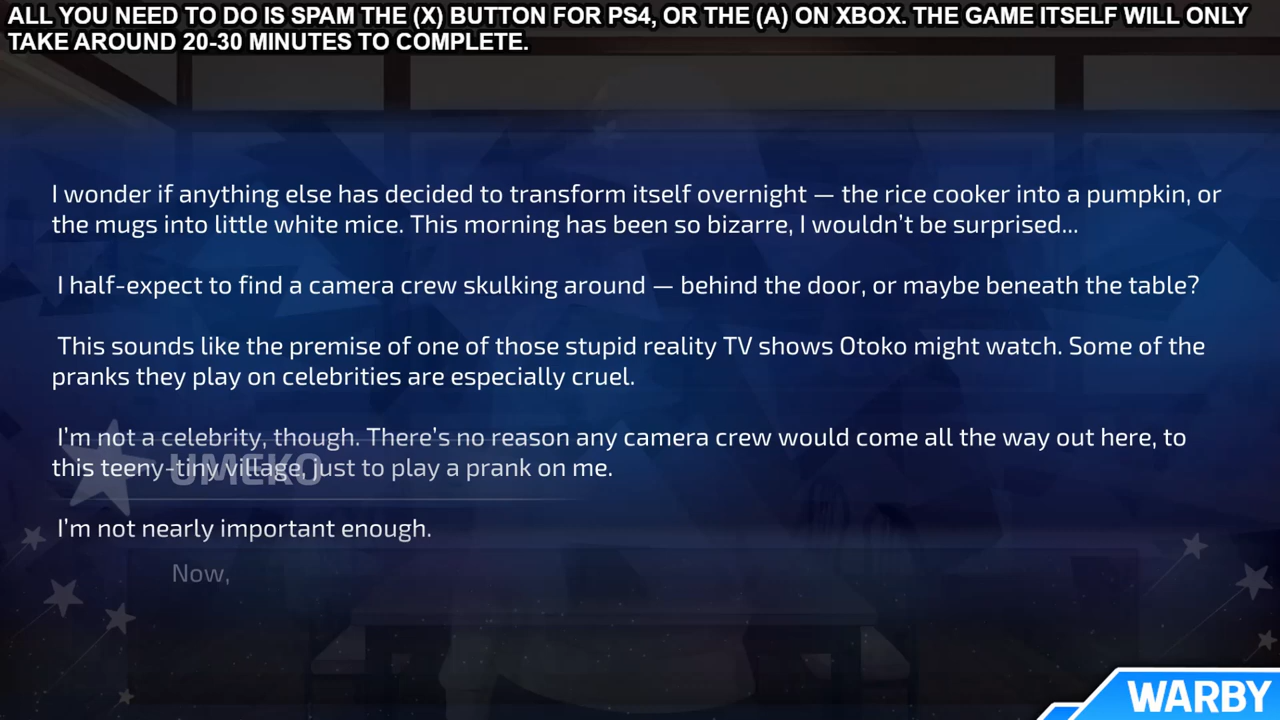 ALL YOU NEED TO DO IS SPAM THE (X) BUTTON FOR PS4, OR THE (A) ON XBOX. THE GAME ITSELF WILL ONLY
TAKE AROUND 20-30 MINUTES TO COMPLETE.
I wonder if anything else has decided to transform itself overnight — the rice cooker into a pumpkin, or
the mugs into little white mice. This morning has been so bizarre, I wouldn’t be surprised...
I half-expect to find a camera crew skulking around — behind the door, or maybe beneath the table?
This sounds like the premise of one of those stupid reality TV shows Otoko might watch. Some of the
pranks they play on celebrities are especially cruel.
I’m not a celebrity, though. There’s no reason any camera crew would come all the way out here, to
this teeny-tiny village, just to play a prank on me.
UMEKO
I’m not nearly important enough.
Now,
WARBY